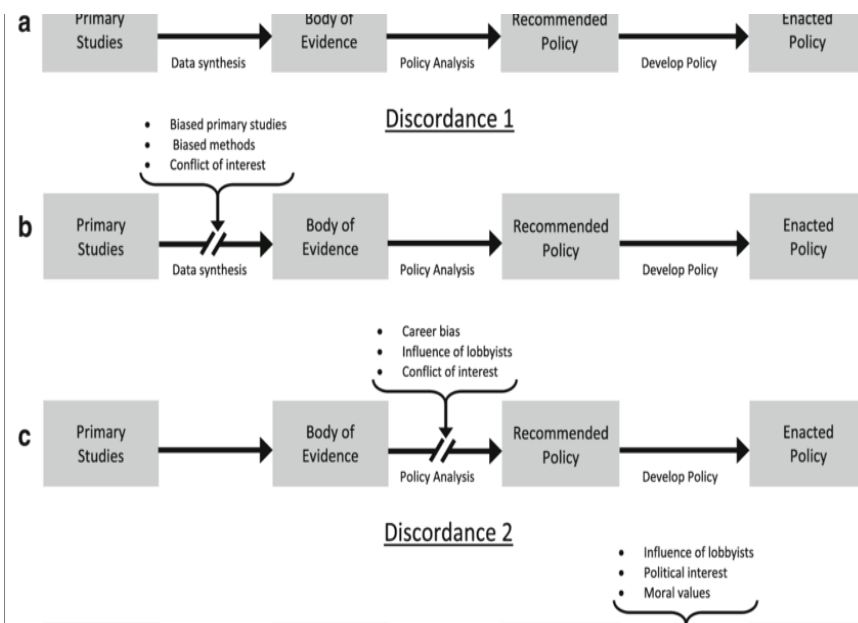 a
Primary
Studies
Data synthesis
Body of
Evidence
Policy Analysis
Recommended
Policy
Develop Policy
Enacted
Policy
Discordance 1
• Biased primary studies
• Biased methods
• Conflict of interest
b
Primary
Studies
Data synthesis
Body of
Evidence
Policy Analysis
Recommended
Policy
Develop Policy
Enacted
Policy
• Career bias
• Influence of lobbyists
• Conflict of interest
c
Primary
Studies
Body of
Evidence
Policy Analysis
Recommended
Policy
Develop Policy
Enacted
Policy
Discordance 2
• Influence of lobbyists
• Political interest
• Moral values